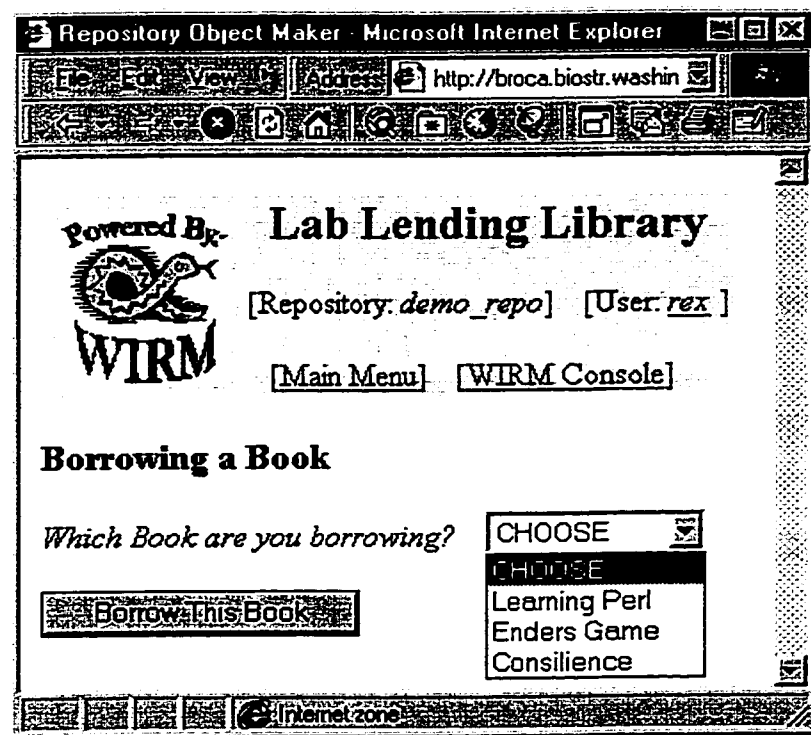 Repository Object Maker - Microsoft Internet Explorer
File Edit View Address http://broca.biostr.washin
Powered By
WIRM
Lab Lending Library
[Repository: demo_repo] [User: rex ]
[Main Menu] [WIRM Console]
Borrowing a Book
Which Book are you borrowing? CHOOSE
CHOOSE
Learning Perl
Enders Game
Consilience
Borrow This Book
Internet zone